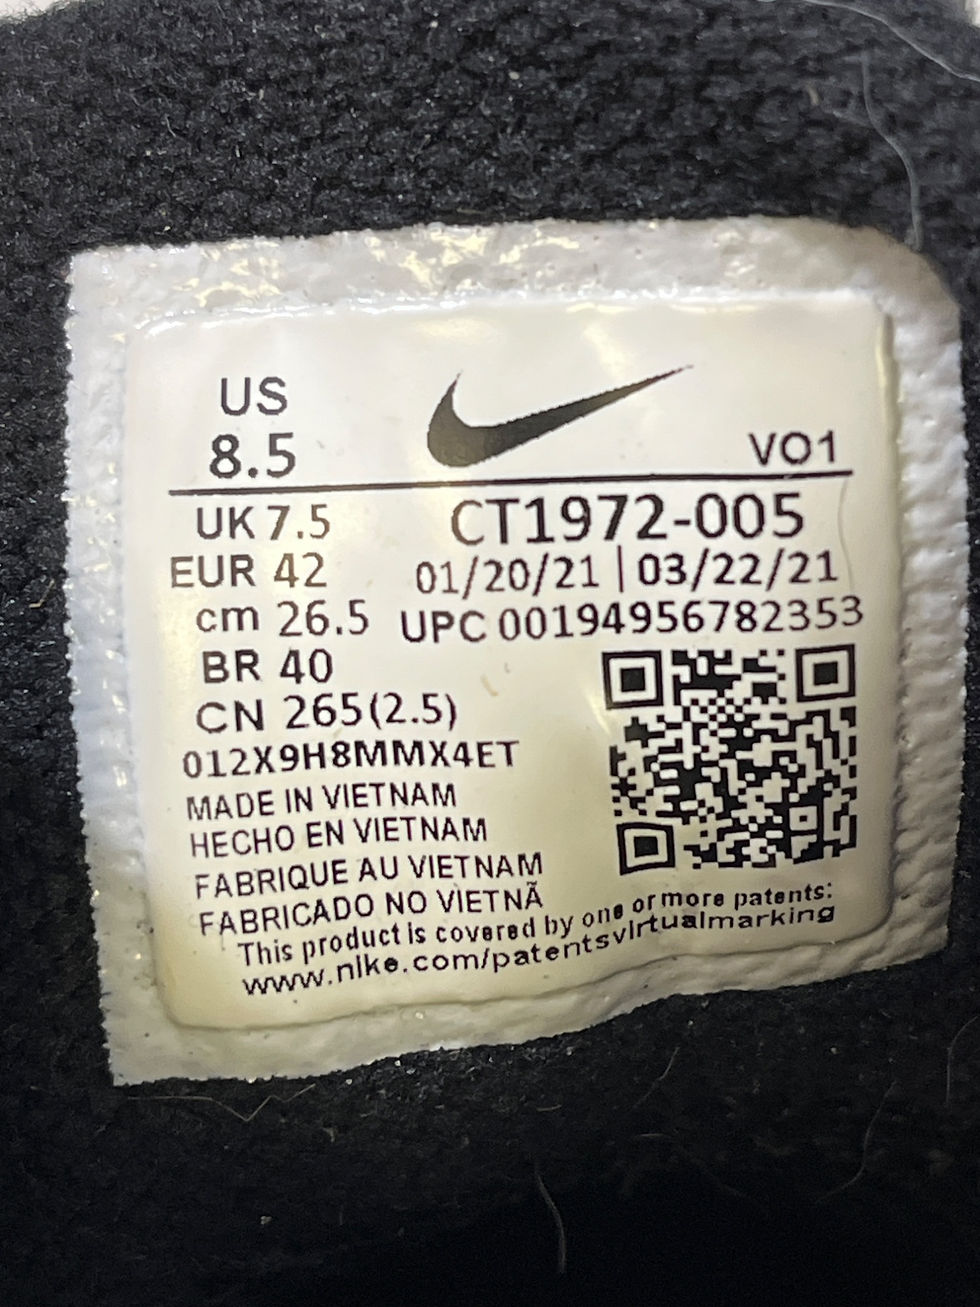 US
8.5
VO1
UK 7.5
CT1972-005
EUR 42
01/20/21 | 03/22/21
cm 26.5
UPC 00194956782353
BR 40
CN 265(2.5)
012X9H8MMX4ET
MADE IN VIETNAM
HECHO EN VIETNAM
FABRIQUE AU VIETNAM
FABRICADO NO VIETNÃ
This product is covered by one or more patents:
www.nike.com/patentsvirtualmarking